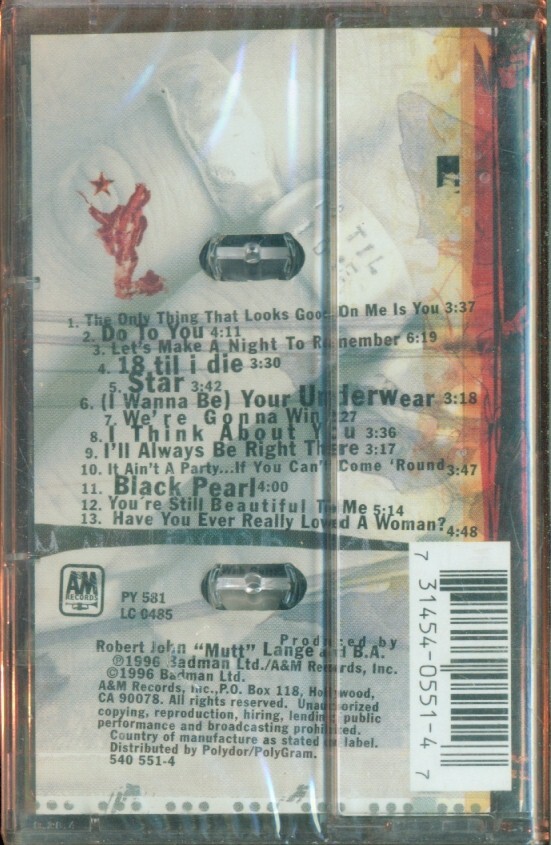 1. The Only Thing That Looks Good On Me Is You 3:37
2. Do To You 4:11
3. Let's Make A Night To Remember 6:19
4. 18 til i die 3:30
5. Star 3:42
6. (I Wanna Be) Your Underwear 3:18
7. We're Gonna Win :27
8. I Think About You 3:36
9. I'll Always Be Right There 3:17
10. It Ain't A Party...If You Can't Come 'Round 3:47
11. Black Pearl 4:00
12. You're Still Beautiful To Me 5:14
13. Have You Ever Really Loved A Woman? 4:48
AM
RECORDS
PY 581
LC 0485
Produced by
Robert John "Mutt" Lange and B.A.
℗1996 Badman Ltd./A&M Records, Inc.
©1996 Badman Ltd.
A&M Records, Inc., P.O. Box 118, Hollywood,
CA 90078. All rights reserved. Unauthorized
copying, reproduction, hiring, lending, public
performance and broadcasting prohibited.
Country of manufacture as stated on label.
Distributed by Polydor/PolyGram.
540 551-4
7 31454-0551-4 7